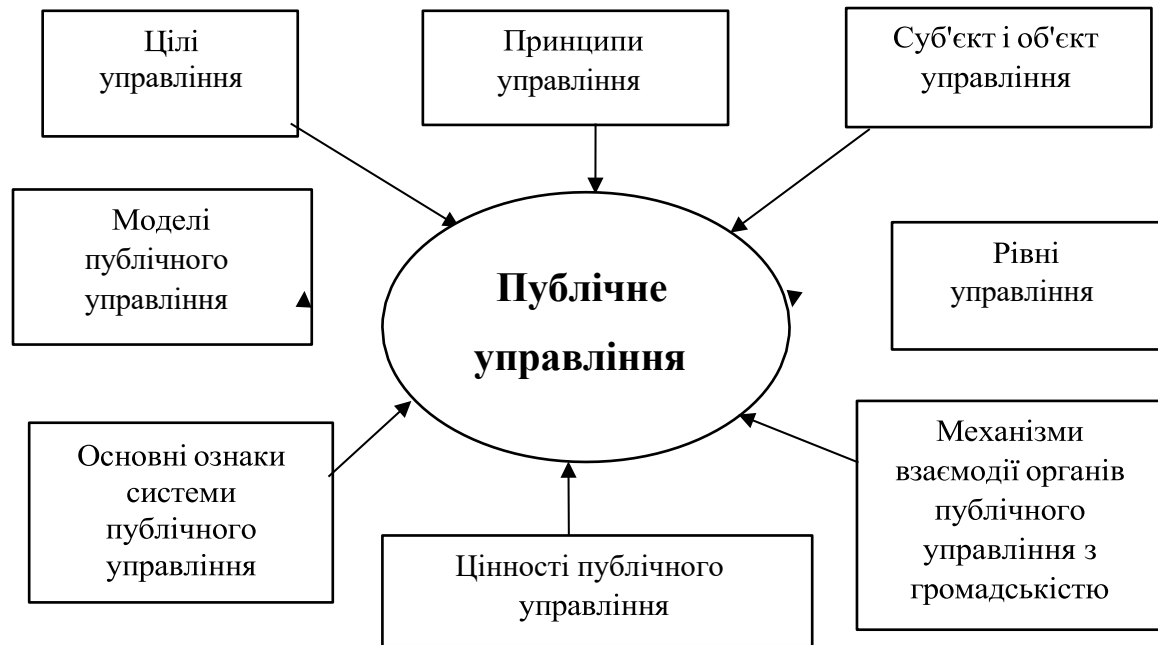 Цілі
управління
Принципи
управління
Суб'єкт і об'єкт
управління
Моделі
публічного
управління
Публічне
управління
Рівні
управління
Основні ознаки
системи
публічного
управління
Цінності публічного
управління
Механізми
взаємодії органів
публічного
управління з
громадськістю